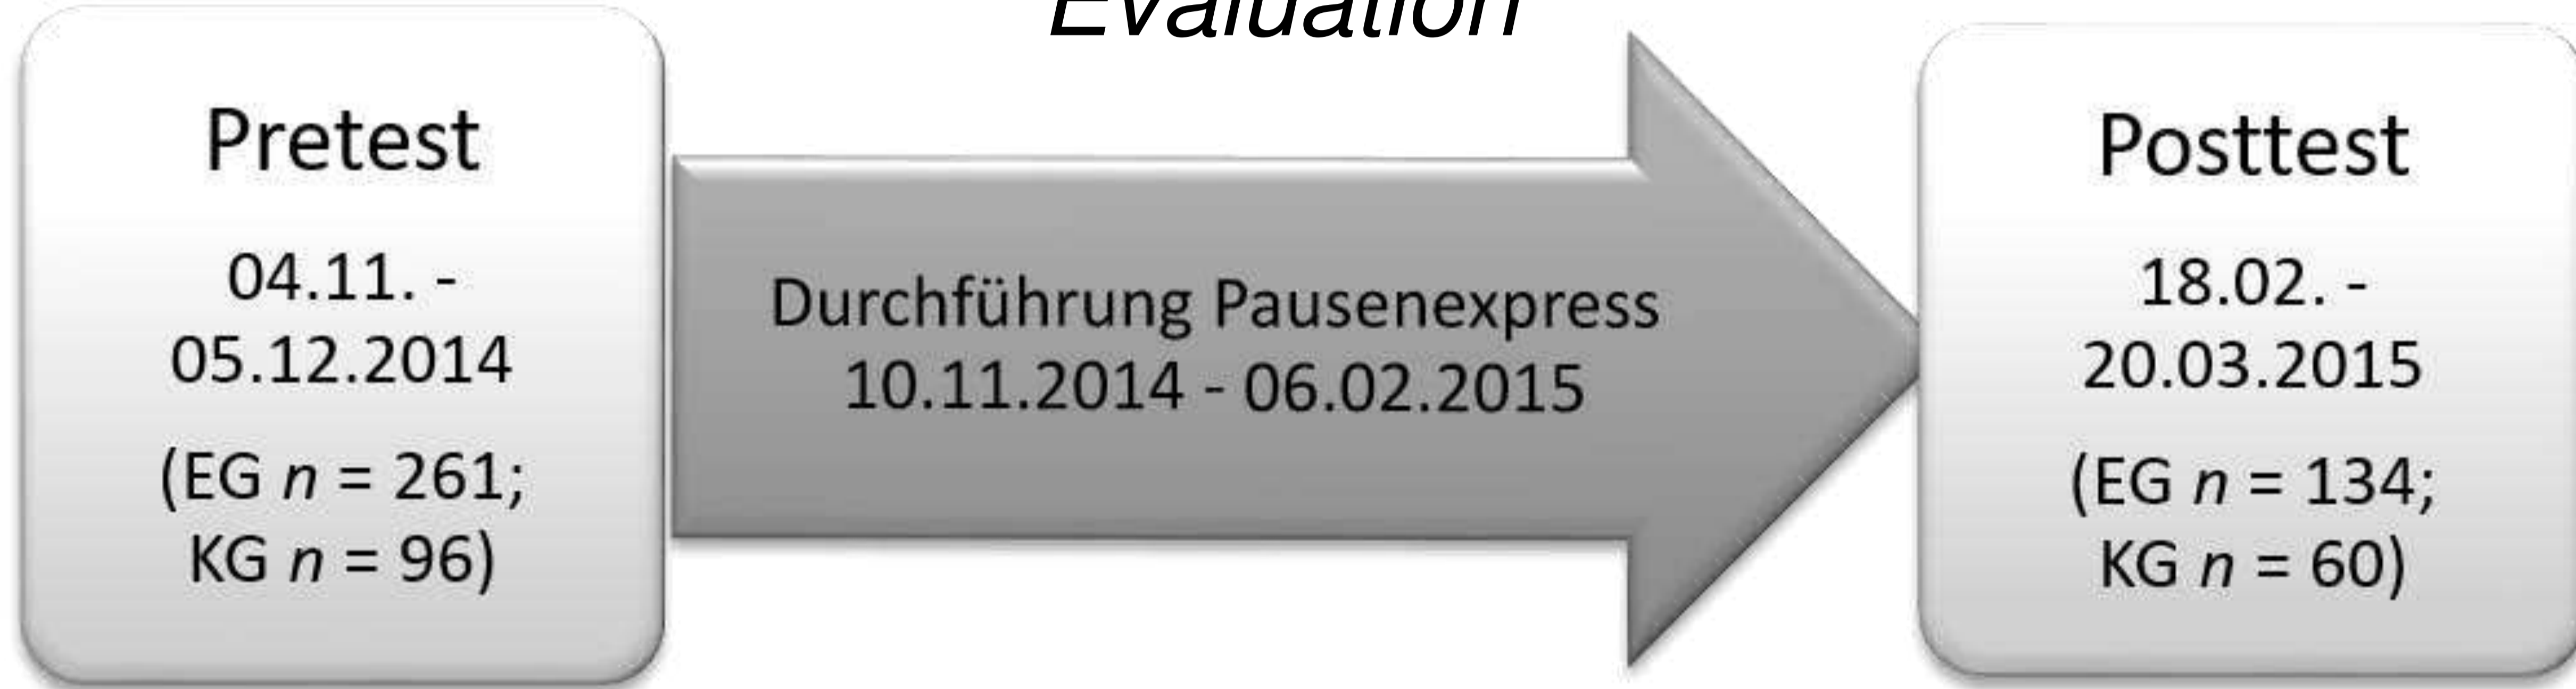 Evaluation
Pretest
04.11. -
05.12.2014
(EG n = 261;
KG n = 96)
Durchführung Pausenexpress
10.11.2014 - 06.02.2015
Posttest
18.02. -
20.03.2015
(EG n = 134;
KG n = 60)